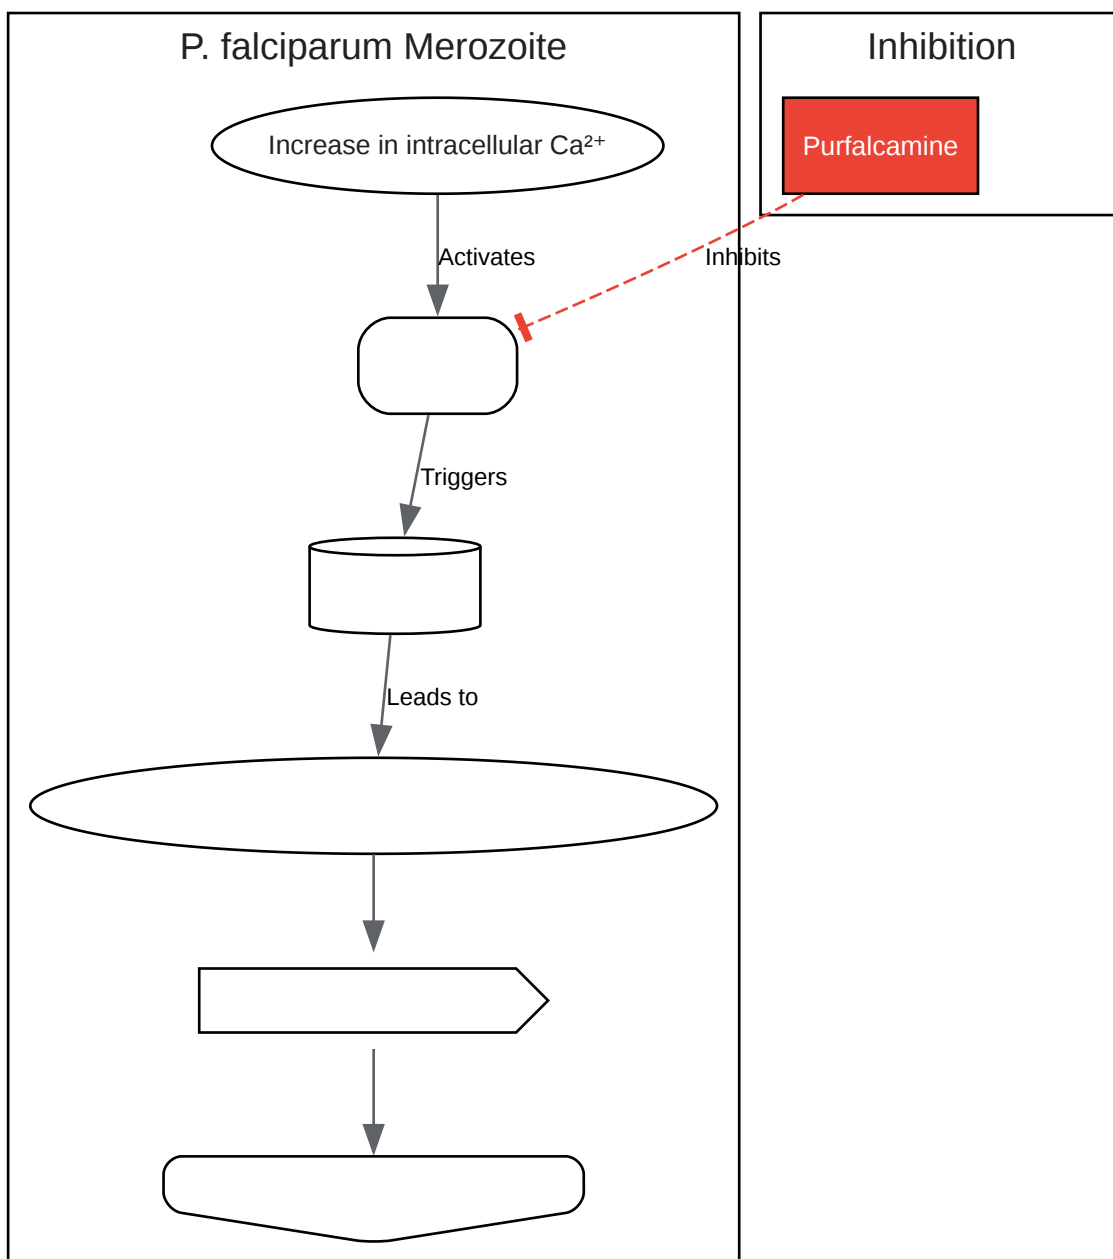 P. falciparum Merozoite
Inhibition
Increase in intracellular Ca²⁺
Purfalcamine
Activates
Inhibits
Triggers
Leads to